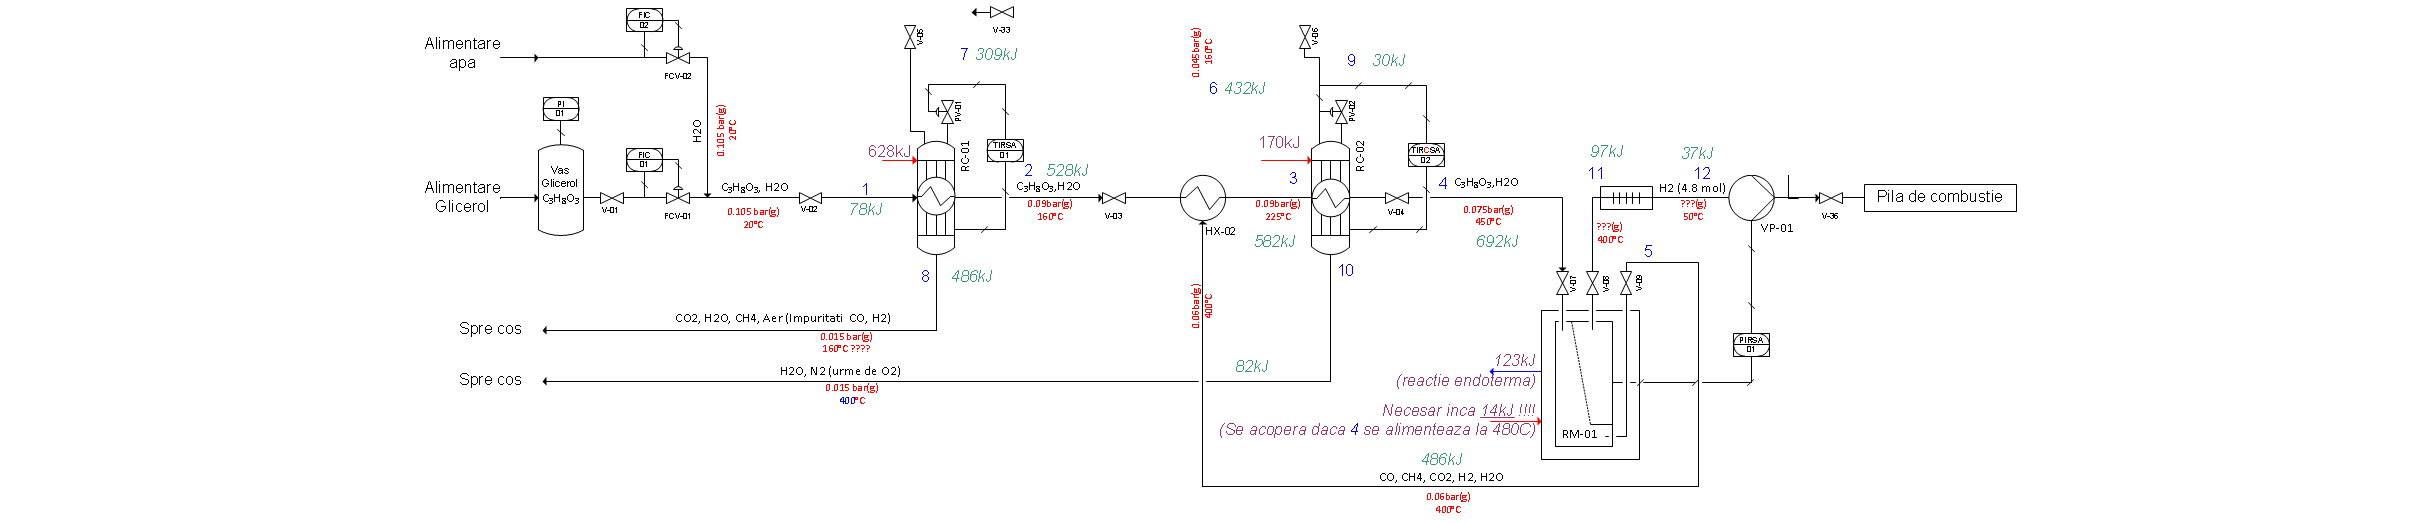 Alimentare
apa
FIC
02
FCV-02
H2O
0.105 bar(g)
20°C
PI
01
Alimentare
Glicerol
Vas
Glicerol
C₃H₈O₃
V-01
FIC
01
FCV-01
C₃H₈O₃, H2O
0.105 bar(g)
20°C
V-02
1
78kJ
V-05
V-33
7 309kJ
PV-01
628kJ
RC-01
TIRSA
01
2 528kJ
C₃H₈O₃,H2O
0.09bar(g)
160°C
V-03
8 486kJ
0.045bar(g)
160°C
6 432kJ
HX-02
0.06bar(g)
400°C
V-06
9 30kJ
PV-02
170kJ
RC-02
3
0.09bar(g)
225°C
582kJ
V-04
TIRCSA
02
4 C₃H₈O₃,H2O
0.075bar(g)
450°C
692kJ
10
97kJ
11
37kJ
12
H2 (4.8 mol)
???(g)
50°C
???(g)
400°C
VP-01
V-36
Pila de combustie
5
V-07
V-08
V-09
PIRSA
01
Spre cos
CO2, H2O, CH4, Aer (Impuritati CO, H2)
0.015 bar(g)
160°C ????
Spre cos
H2O, N2 (urme de O2)
0.015 bar(g)
400°C
82kJ
123kJ
(reactie endoterma)
Necesar inca 14kJ !!!!
(Se acopera daca 4 se alimenteaza la 480C)
RM-01
486kJ
CO, CH4, CO2, H2, H2O
0.06bar(g)
400°C